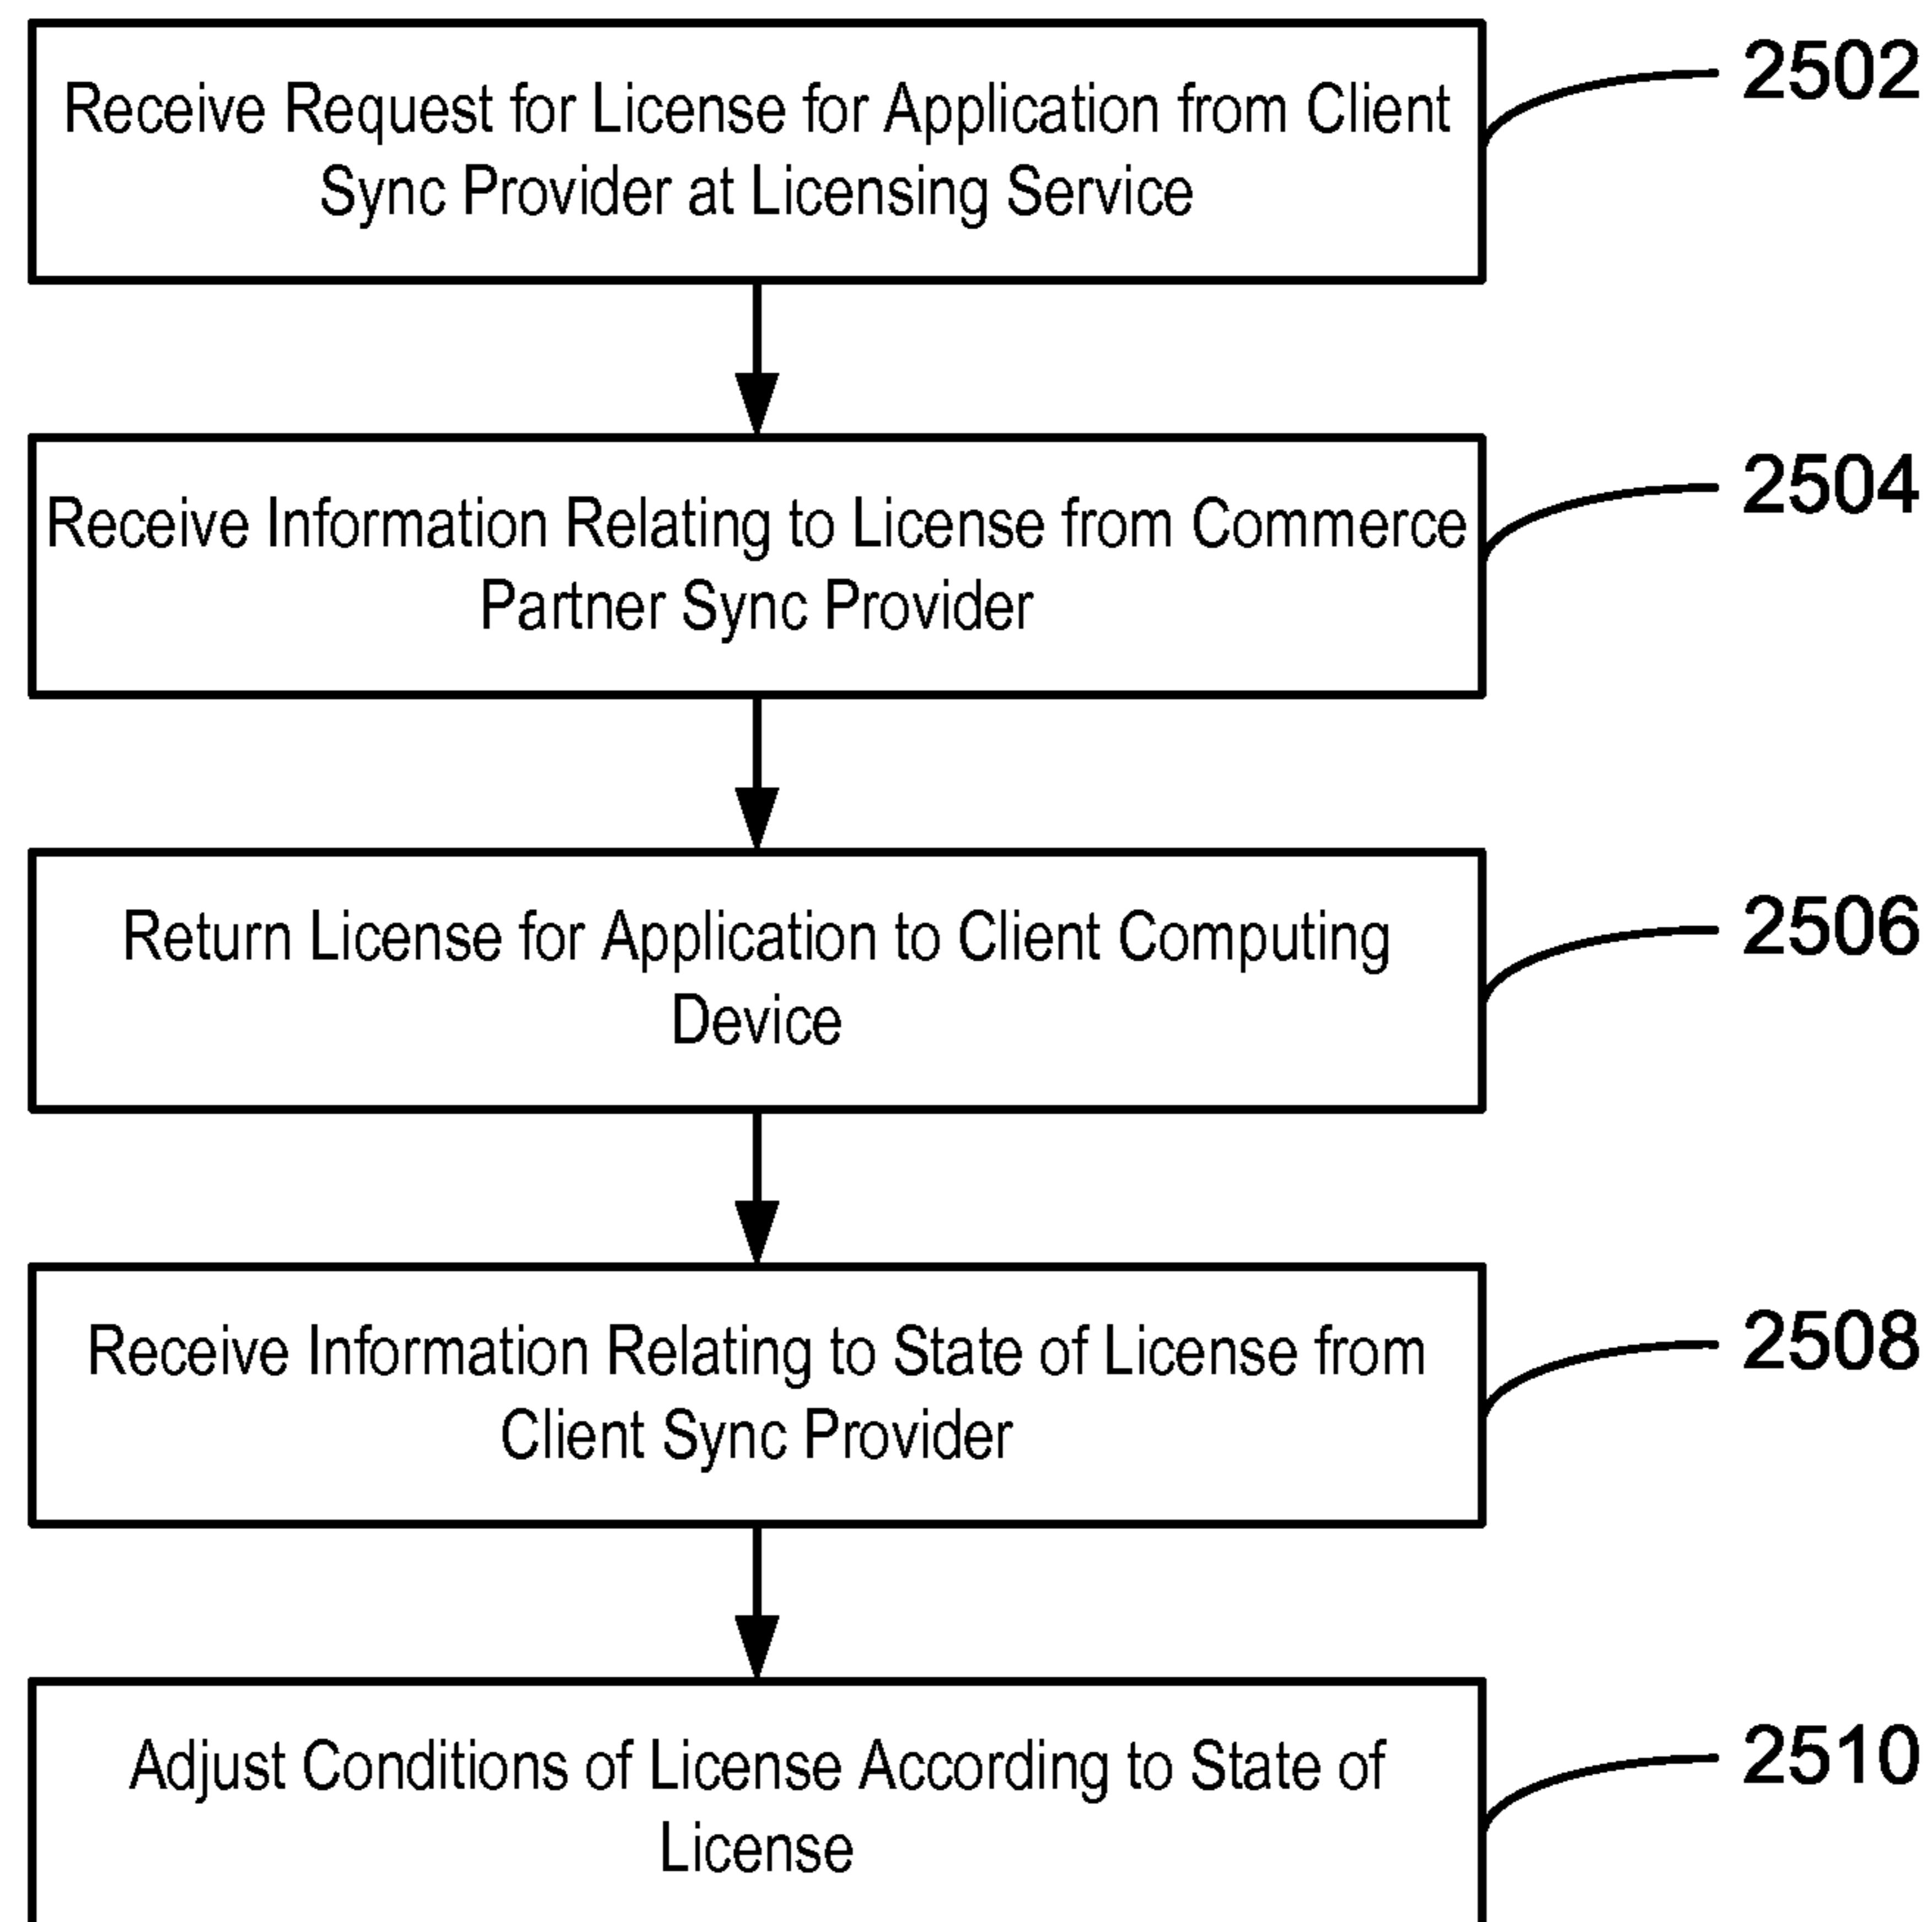 Receive Request for License for Application from Client
Sync Provider at Licensing Service
2502
Receive Information Relating to License from Commerce
Partner Sync Provider
2504
Return License for Application to Client Computing
Device
2506
Receive Information Relating to State of License from
Client Sync Provider
2508
Adjust Conditions of License According to State of
License
2510